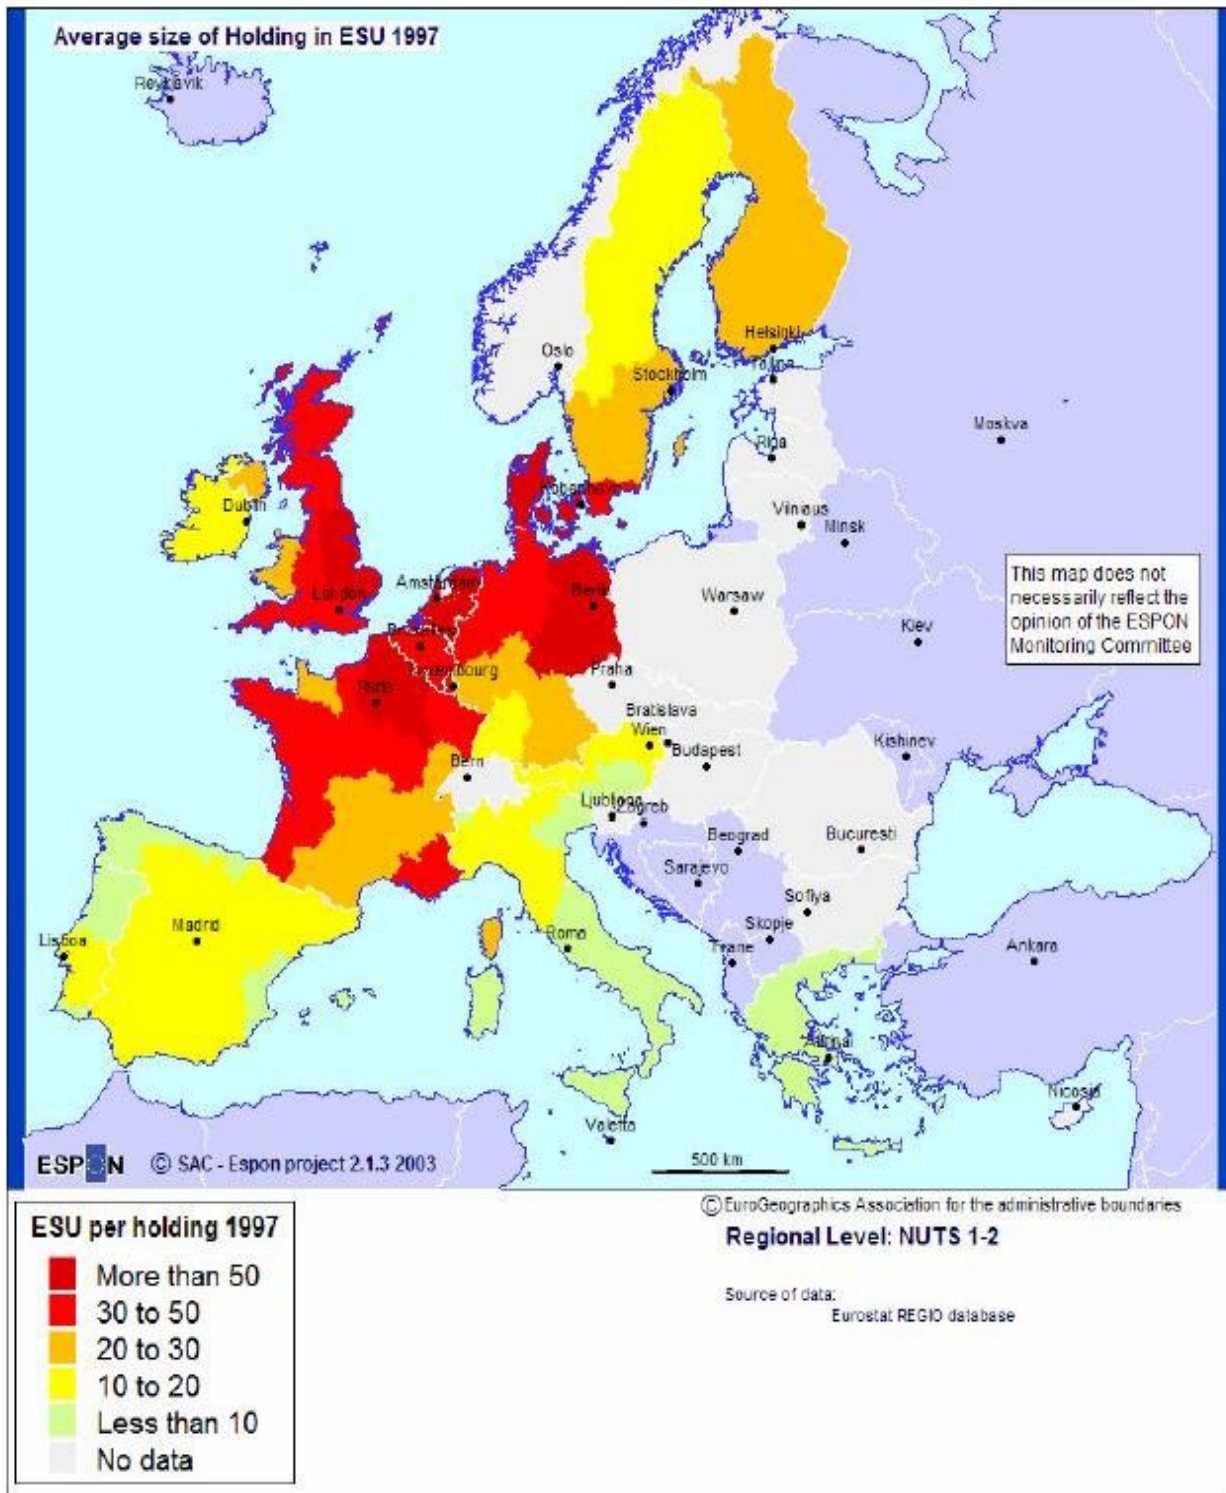 Average size of Holding in ESU 1997
Reykjavik
Oslo
Helsinki
Tallina
Stockholm
Moskva
Riga
Vilniaus
Minsk
Dublin
Amsterdam
Berlin
Warsaw
London
Kiev
This map does not
necessarily reflect the
opinion of the ESPON
Monitoring Committee
Praha
Paris
Bratislava
Wien
Budapest
Kishinev
Bern
Ljubljana
Zagreb
Beograd
Bucuresti
Sarajevo
Sofiya
Madrid
Skopje
Lisboa
Roma
Tirane
Ankara
Nicosia
Valetta
ESPON
© SAC - Espon project 2.1.3 2003
500 km
© EuroGeographics Association for the administrative boundaries
Regional Level: NUTS 1-2
Source of data:
Eurostat REGIO database
ESU per holding 1997
More than 50
30 to 50
20 to 30
10 to 20
Less than 10
No data